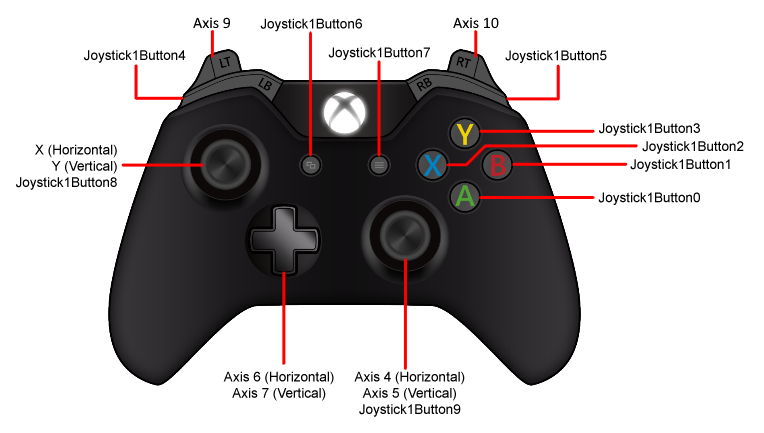 Axis 9
Joystick1Button6
Axis 10
Joystick1Button4
LT
Joystick1Button7
RT
Joystick1Button5
LB
RB
Y
Joystick1Button3
X (Horizontal)
Y (Vertical)
Joystick1Button8
X
Joystick1Button2
B
Joystick1Button1
A
Joystick1Button0
Axis 6 (Horizontal)
Axis 7 (Vertical)
Axis 4 (Horizontal)
Axis 5 (Vertical)
Joystick1Button9